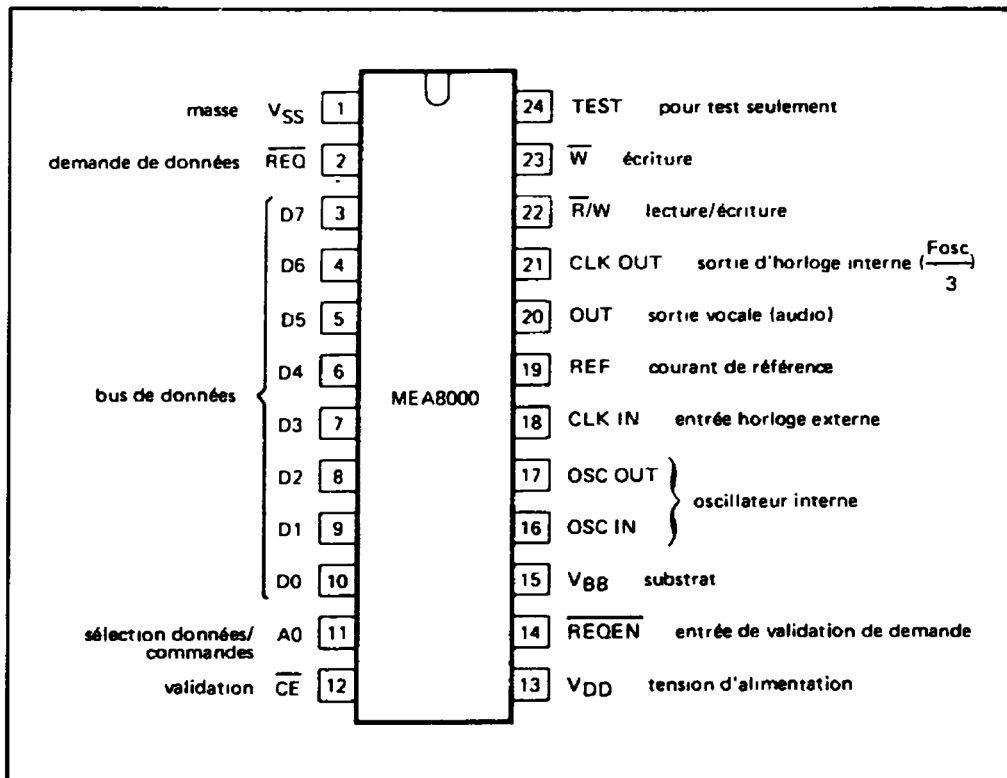 masse VSS 1
demande de données R̅E̅Q̅ 2
D7 3
D6 4
D5 5
D4 6
bus de données
D3 7
D2 8
D1 9
D0 10
sélection données/
commandes A0 11
validation C̅E̅ 12
MEA8000
24 TEST pour test seulement
23 W̅ écriture
22 R̅/W lecture/écriture
21 CLK OUT sortie d'horloge interne (Fosc/3)
20 OUT sortie vocale (audio)
19 REF courant de référence
18 CLK IN entrée horloge externe
17 OSC OUT
oscillateur interne
16 OSC IN
15 VBB substrat
14 R̅E̅Q̅E̅N̅ entrée de validation de demande
13 VDD tension d'alimentation